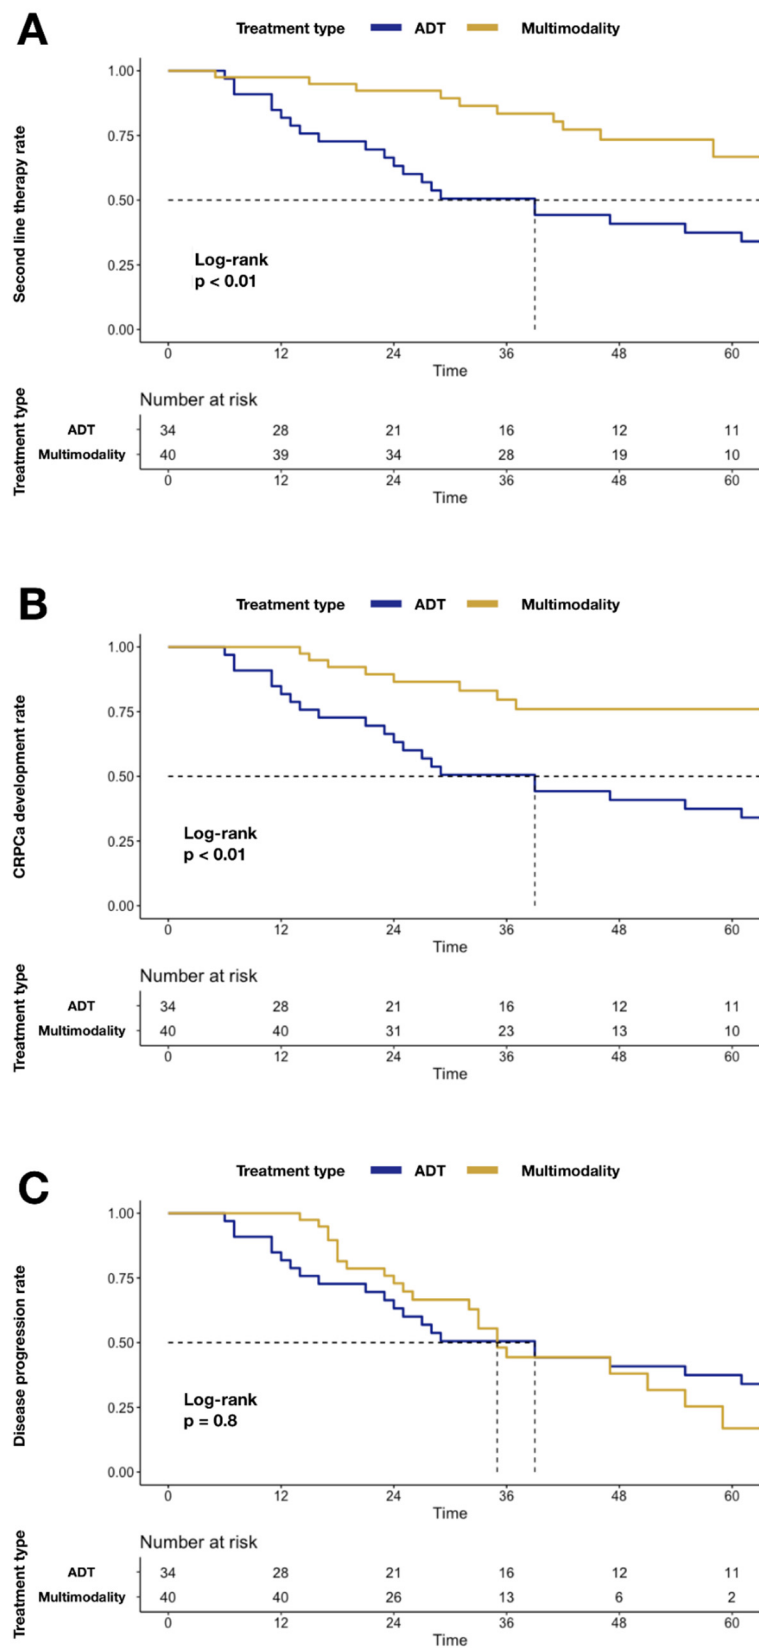 A
Treatment type ADT Multimodality
Second line therapy rate
1.00
0.75
0.50
0.25
0.00
Log-rank
p < 0.01
0 12 24 36 48 60
Time
Number at risk
Treatment type
ADT 34 28 21 16 12 11
Multimodality 40 39 34 28 19 10
0 12 24 36 48 60
Time
B
Treatment type ADT Multimodality
CRPCa development rate
1.00
0.75
0.50
0.25
0.00
Log-rank
p < 0.01
0 12 24 36 48 60
Time
Number at risk
Treatment type
ADT 34 28 21 16 12 11
Multimodality 40 40 31 23 13 10
0 12 24 36 48 60
Time
C
Treatment type ADT Multimodality
Disease progression rate
1.00
0.75
0.50
0.25
0.00
Log-rank
p = 0.8
0 12 24 36 48 60
Time
Number at risk
Treatment type
ADT 34 28 21 16 12 11
Multimodality 40 40 26 13 6 2
0 12 24 36 48 60
Time